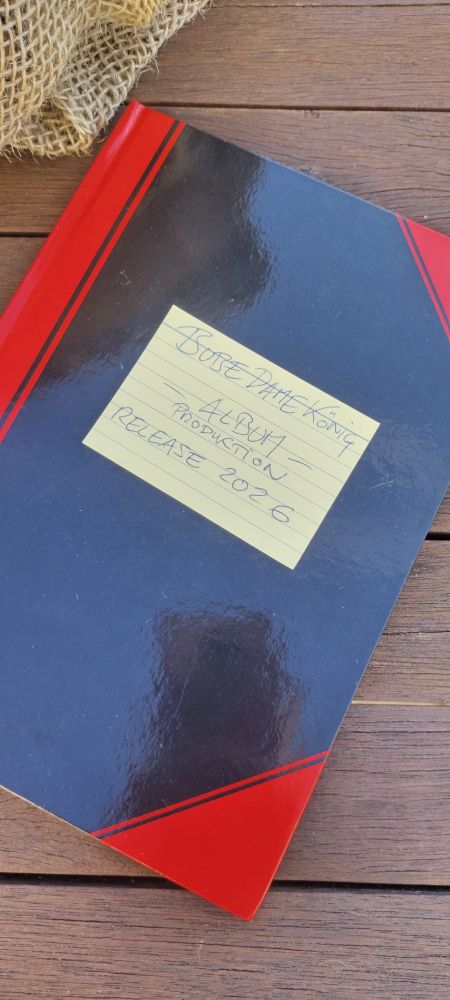 BUBE DAME KÖNIG
- ALBUM -
PRODUCTION
RELEASE 2026